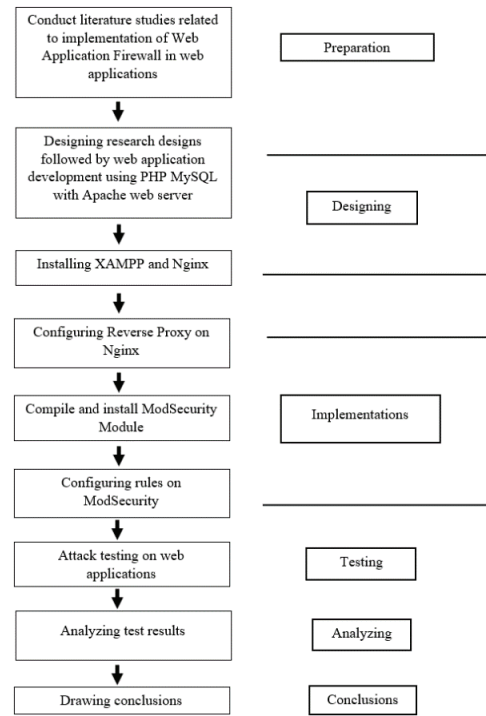 Conduct literature studies related
to implementation of Web
Application Firewall in web
applications
Preparation
Designing research designs
followed by web application
development using PHP MySQL
with Apache web server
Designing
Installing XAMPP and Nginx
Configuring Reverse Proxy on
Nginx
Compile and install ModSecurity
Module
Implementations
Configuring rules on
ModSecurity
Attack testing on web
applications
Testing
Analyzing test results
Analyzing
Drawing conclusions
Conclusions